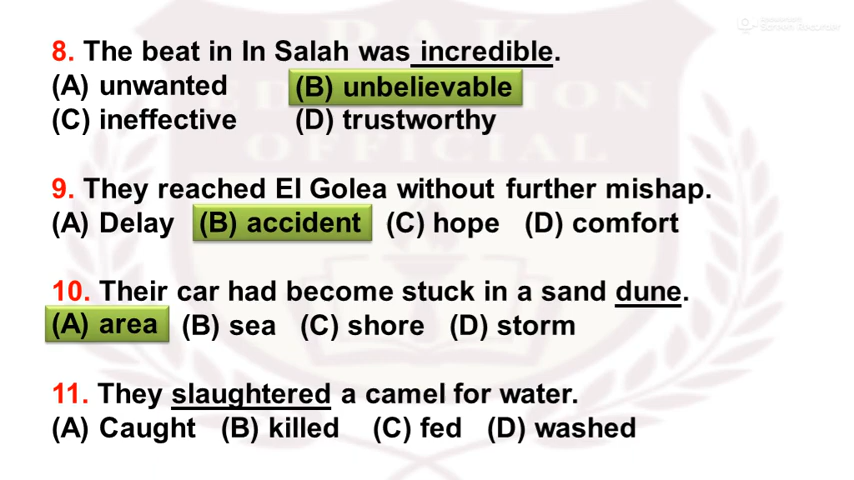 8. The beat in In Salah was incredible.
(A) unwanted (B) unbelievable
(C) ineffective (D) trustworthy
9. They reached El Golea without further mishap.
(A) Delay (B) accident (C) hope (D) comfort
10. Their car had become stuck in a sand dune.
(A) area (B) sea (C) shore (D) storm
11. They slaughtered a camel for water.
(A) Caught (B) killed (C) fed (D) washed